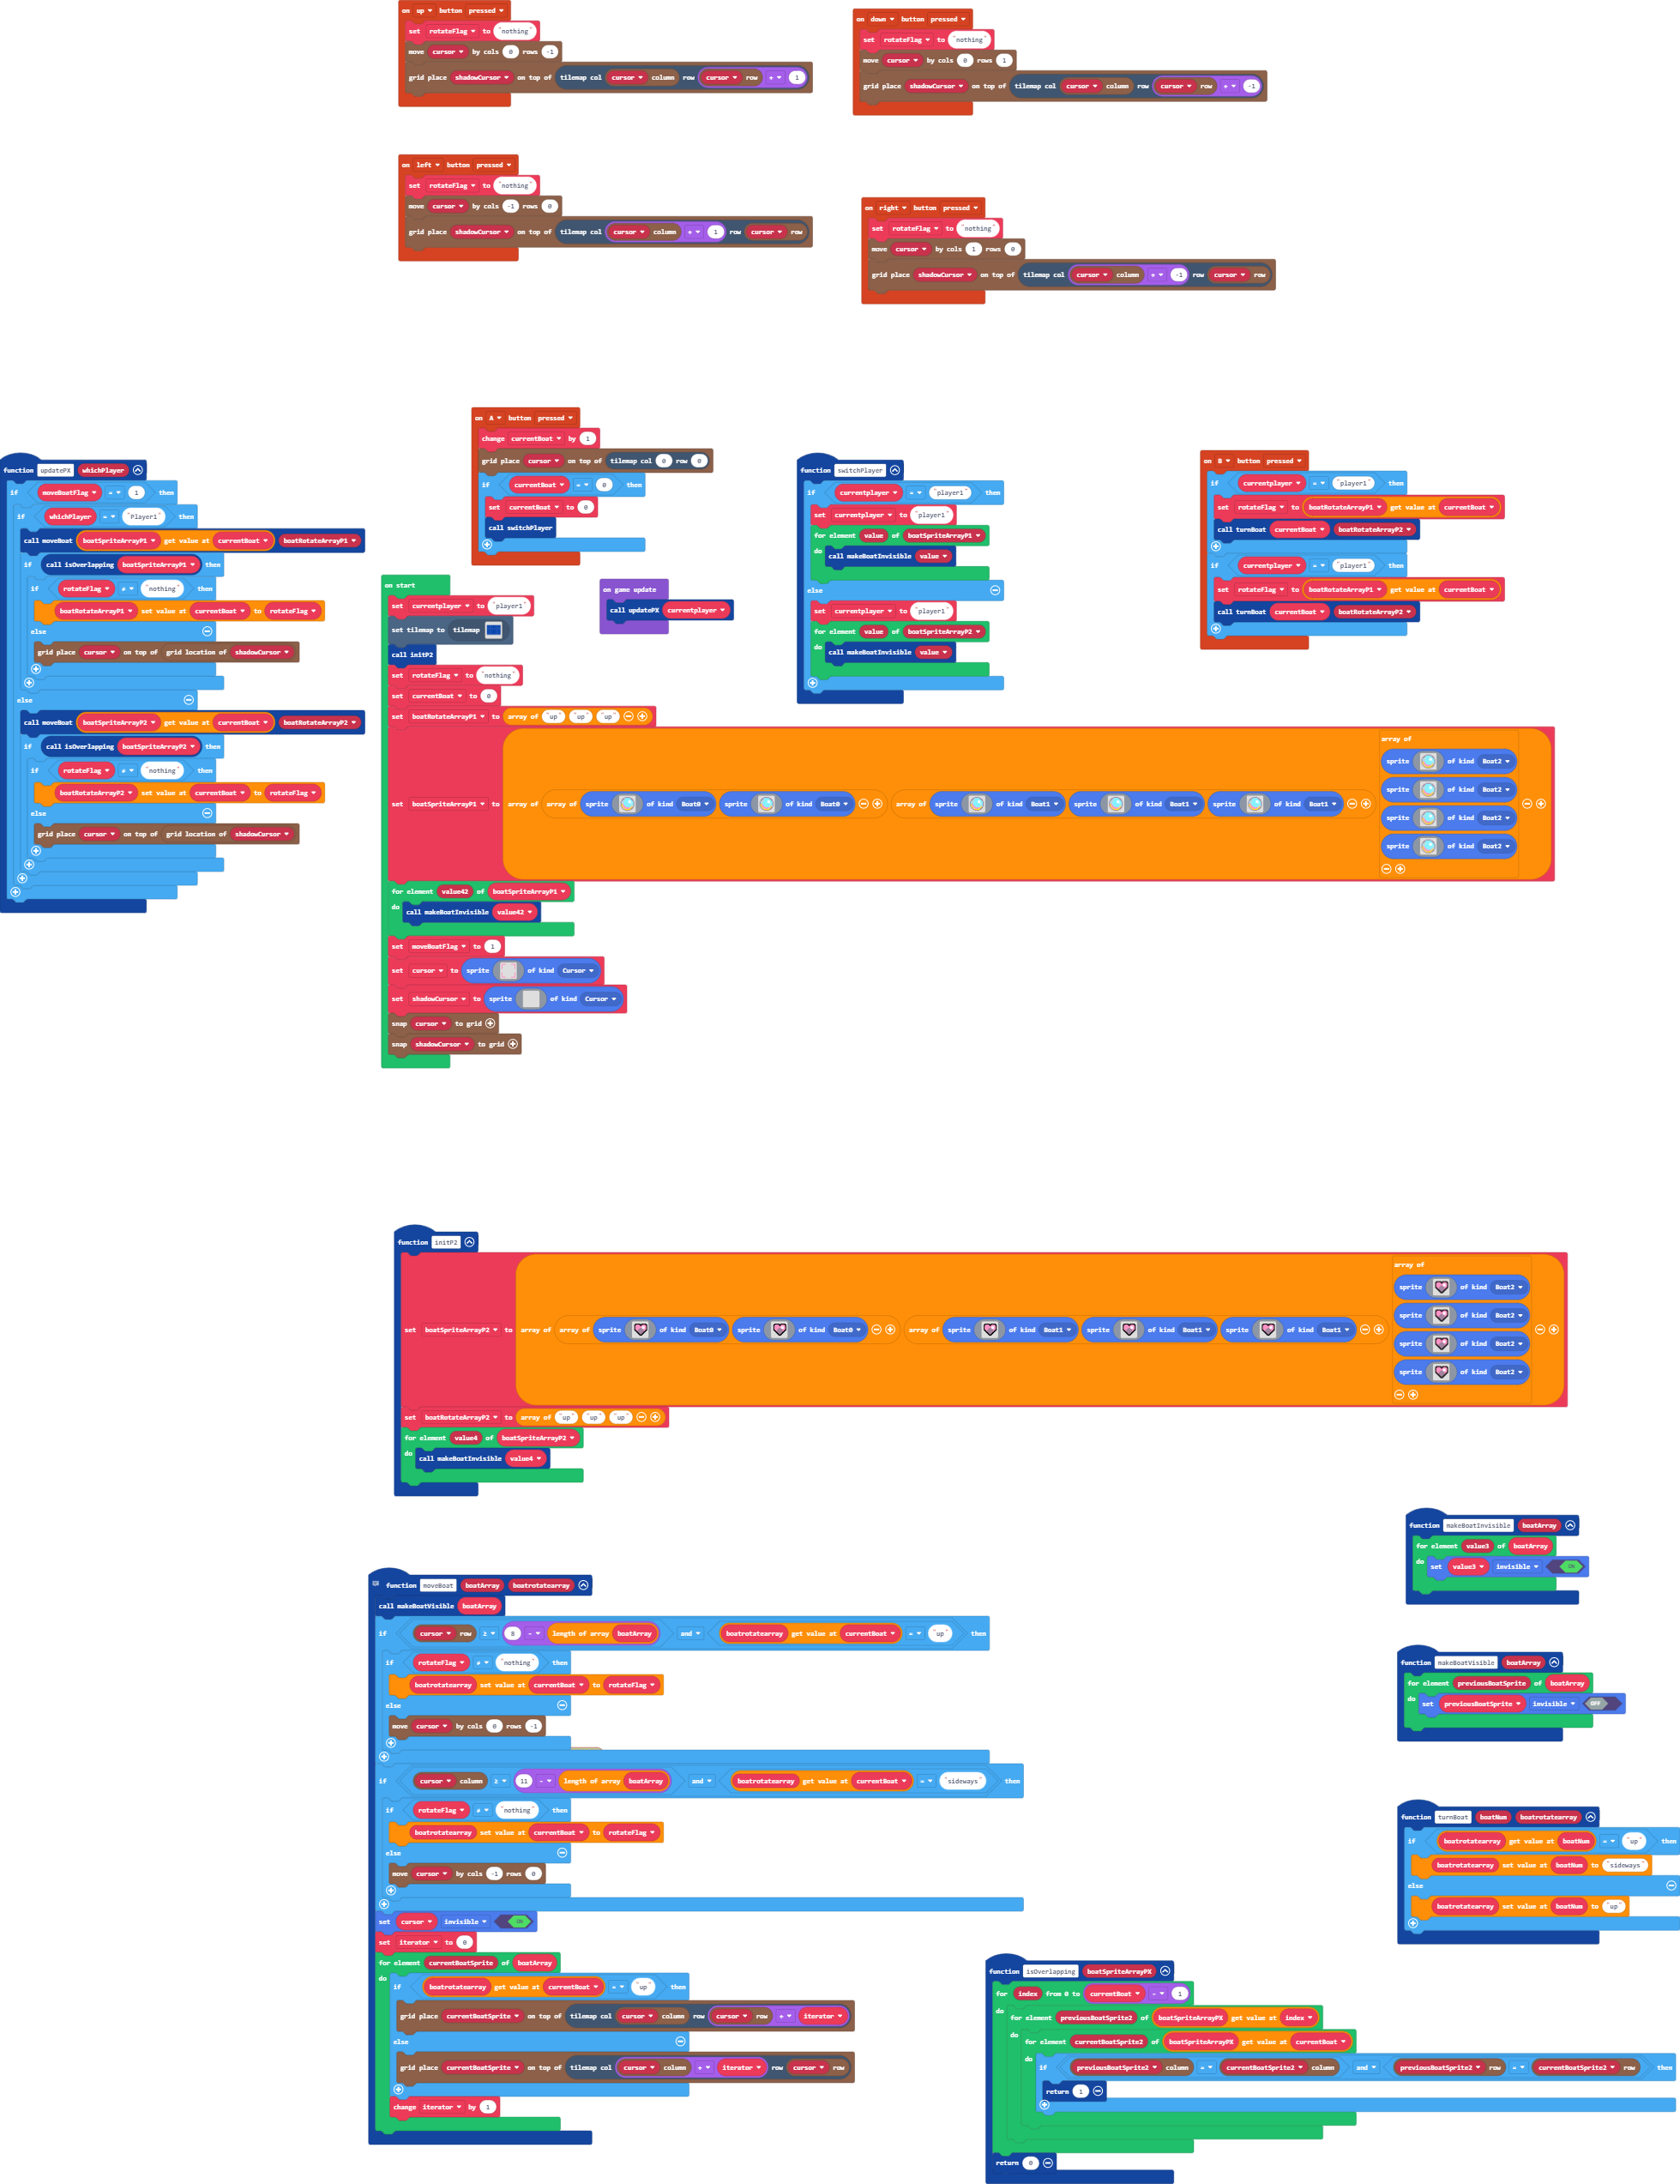 on up button pressed
set rotateFlag to "nothing"
move cursor by cols 0 rows -1
grid place shadowCursor on top of tilemap col cursor column row cursor row + 1
on down button pressed
set rotateFlag to "nothing"
move cursor by cols 0 rows 1
grid place shadowCursor on top of tilemap col cursor column row cursor row + -1
on left button pressed
set rotateFlag to "nothing"
move cursor by cols -1 rows 0
grid place shadowCursor on top of tilemap col cursor column + 1 row cursor row
on right button pressed
set rotateFlag to "nothing"
move cursor by cols 1 rows 0
grid place shadowCursor on top of tilemap col cursor column + -1 row cursor row
function updatePX whichPlayer
if moveBoatFlag = 1 then
if whichPlayer = "Player1" then
call moveBoat boatSpriteArrayP1 get value at currentBoat boatRotateArrayP1
if call isOverlapping boatSpriteArrayP1 then
if rotateFlag ≠ "nothing" then
boatRotateArrayP1 set value at currentBoat to rotateFlag
else
grid place cursor on top of grid location of shadowCursor
else
call moveBoat boatSpriteArrayP2 get value at currentBoat boatRotateArrayP2
if call isOverlapping boatSpriteArrayP2 then
if rotateFlag ≠ "nothing" then
boatRotateArrayP2 set value at currentBoat to rotateFlag
else
grid place cursor on top of grid location of shadowCursor
on A button pressed
change currentBoat by 1
grid place cursor on top of tilemap col 0 row 0
if currentBoat = 0 then
set currentBoat to 0
call switchPlayer
on start
set currentplayer to "player1"
set tilemap to tilemap
call initP2
set rotateFlag to "nothing"
set currentBoat to 0
set boatRotateArrayP1 to array of "up" "up" "up"
set boatSpriteArrayP1 to array of array of sprite of kind Boat0 sprite of kind Boat0 array of sprite of kind Boat1 sprite of kind Boat1 sprite of kind Boat1
array of
sprite of kind Boat2
sprite of kind Boat2
sprite of kind Boat2
sprite of kind Boat2
for element value42 of boatSpriteArrayP1
do call makeBoatInvisible value42
set moveBoatFlag to 1
set cursor to sprite of kind Cursor
set shadowCursor to sprite of kind Cursor
snap cursor to grid
snap shadowCursor to grid
on game update
call updatePX currentplayer
function switchPlayer
if currentplayer = "player1" then
set currentplayer to "player1"
for element value of boatSpriteArrayP1
do call makeBoatInvisible value
else
set currentplayer to "player1"
for element value of boatSpriteArrayP2
do call makeBoatInvisible value
on B button pressed
if currentplayer = "player1" then
set rotateFlag to boatRotateArrayP1 get value at currentBoat
call turnBoat currentBoat boatRotateArrayP2
if currentplayer = "player1" then
set rotateFlag to boatRotateArrayP1 get value at currentBoat
call turnBoat currentBoat boatRotateArrayP2
function initP2
set boatSpriteArrayP2 to array of array of sprite of kind Boat0 sprite of kind Boat0 array of sprite of kind Boat1 sprite of kind Boat1 sprite of kind Boat1
array of
sprite of kind Boat2
sprite of kind Boat2
sprite of kind Boat2
sprite of kind Boat2
set boatRotateArrayP2 to array of "up" "up" "up"
for element value4 of boatSpriteArrayP2
do call makeBoatInvisible value4
function moveBoat boatArray boatrotatearray
call makeBoatVisible boatArray
if cursor row ≥ 8 - length of array boatArray and boatrotatearray get value at currentBoat = "up" then
if rotateFlag ≠ "nothing" then
boatrotatearray set value at currentBoat to rotateFlag
else
move cursor by cols 0 rows -1
if cursor column ≥ 11 - length of array boatArray and boatrotatearray get value at currentBoat = "sideways" then
if rotateFlag ≠ "nothing" then
boatrotatearray set value at currentBoat to rotateFlag
else
move cursor by cols -1 rows 0
set cursor invisible ON
set iterator to 0
for element currentBoatSprite of boatArray
do if boatrotatearray get value at currentBoat = "up" then
grid place currentBoatSprite on top of tilemap col cursor column row cursor row + iterator
else
grid place currentBoatSprite on top of tilemap col cursor column + iterator row cursor row
change iterator by 1
function makeBoatInvisible boatArray
for element value3 of boatArray
do set value3 invisible ON
function makeBoatVisible boatArray
for element previousBoatSprite of boatArray
do set previousBoatSprite invisible OFF
function turnBoat boatNum boatrotatearray
if boatrotatearray get value at boatNum = "up" then
boatrotatearray set value at boatNum to "sideways"
else
boatrotatearray set value at boatNum to "up"
function isOverlapping boatSpriteArrayPX
for index from 0 to currentBoat - 1
do for element previousBoatSprite2 of boatSpriteArrayPX get value at index
do for element currentBoatSprite2 of boatSpriteArrayPX get value at currentBoat
do if previousBoatSprite2 column = currentBoatSprite2 column and previousBoatSprite2 row = currentBoatSprite2 row then
return 1
return 0